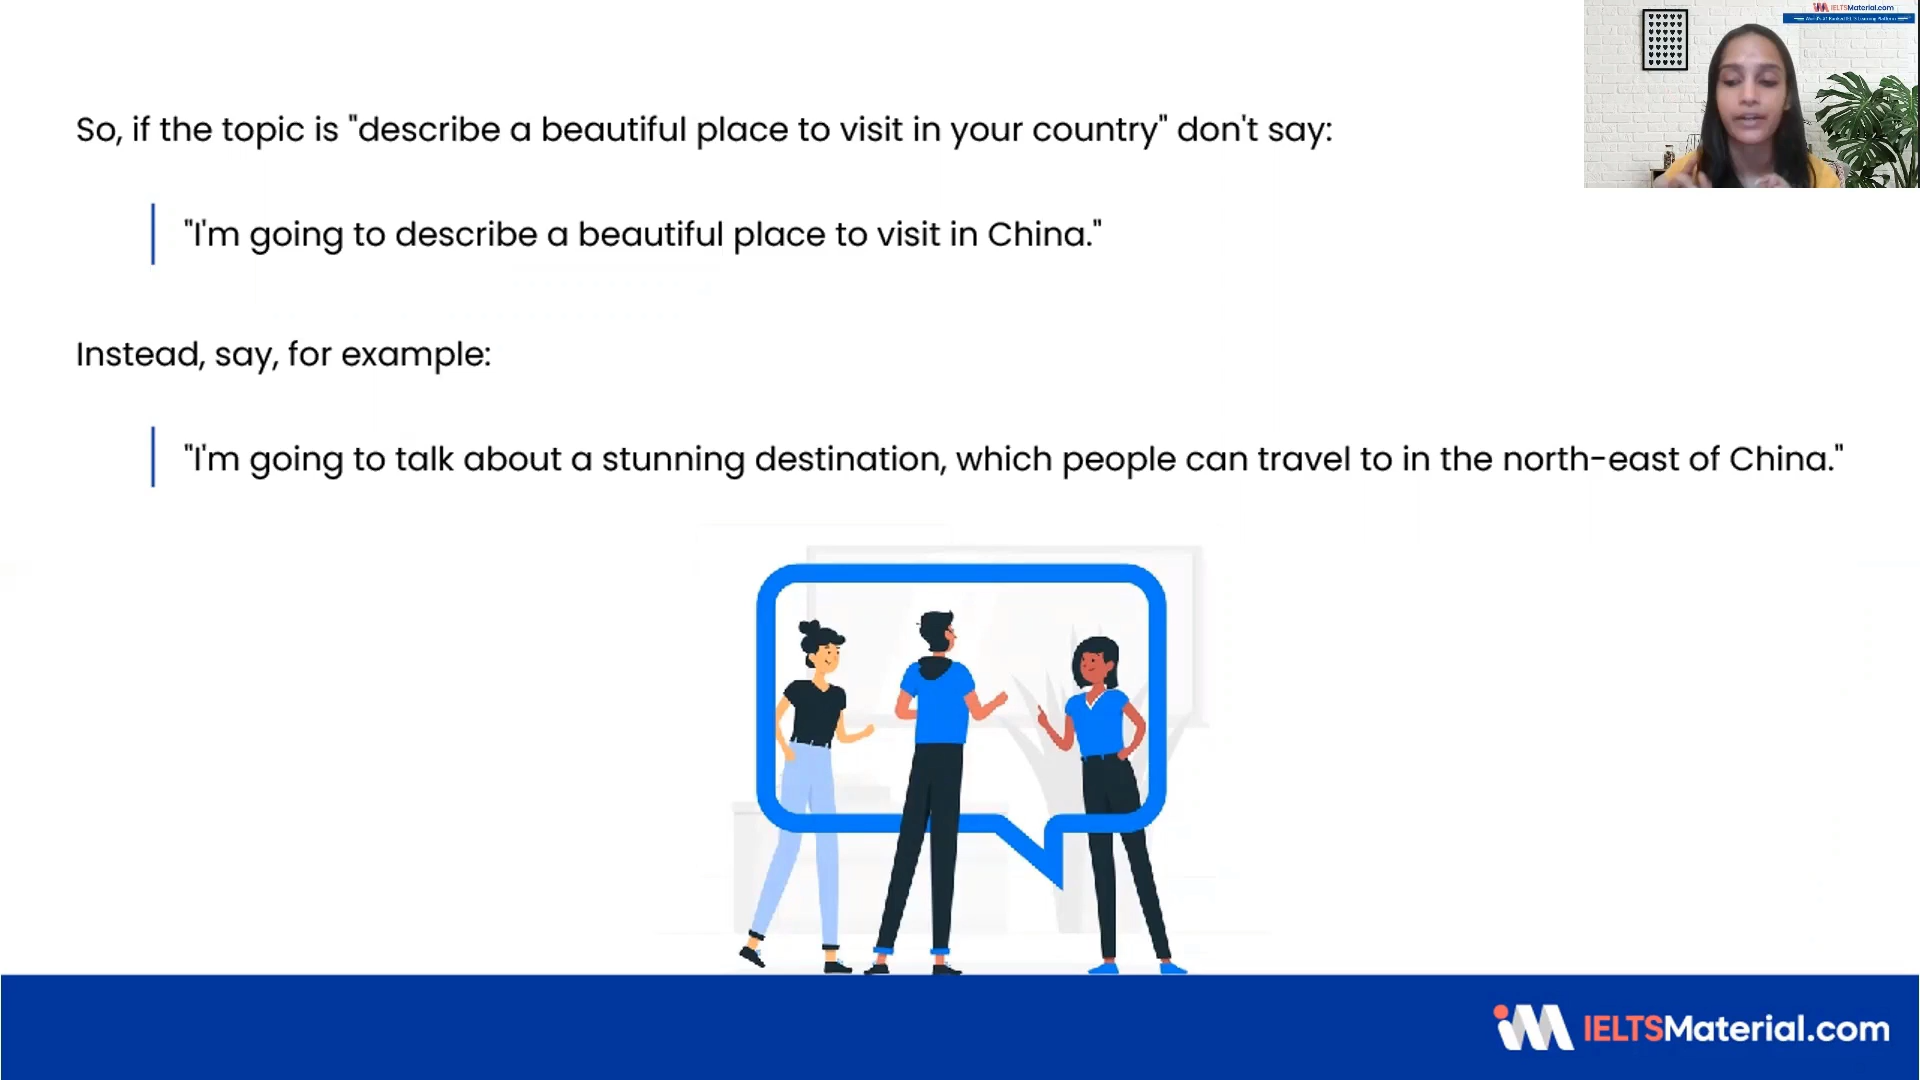 IELTSMaterial.com
So, if the topic is "describe a beautiful place to visit in your country" don't say:
"I'm going to describe a beautiful place to visit in China."
Instead, say, for example:
"I'm going to talk about a stunning destination, which people can travel to in the north-east of China."
IELTSMaterial.com